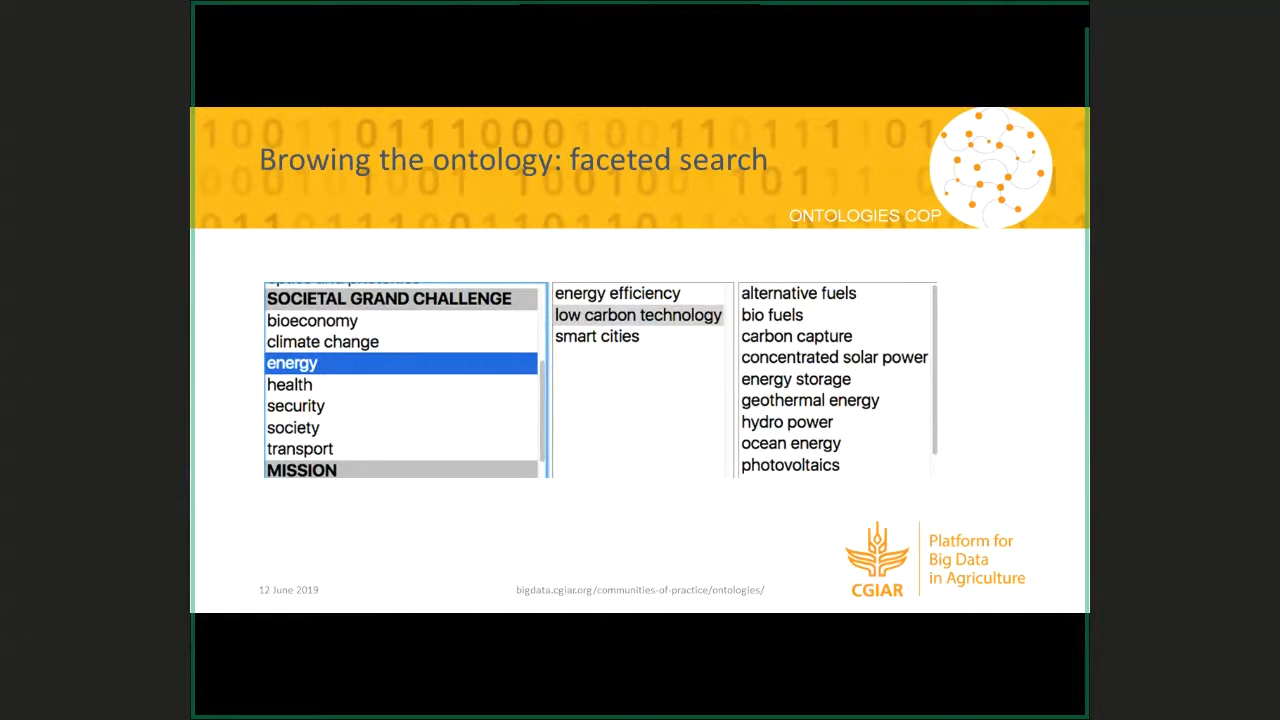 Browing the ontology: faceted search
ONTOLOGIES COP
SOCIETAL GRAND CHALLENGE
bioeconomy
climate change
energy
health
security
society
transport
MISSION
energy efficiency
low carbon technology
smart cities
alternative fuels
bio fuels
carbon capture
concentrated solar power
energy storage
geothermal energy
hydro power
ocean energy
photovoltaics
12 June 2019
bigdata.cgiar.org/communities-of-practice/ontologies/
CGIAR
Platform for
Big Data
in Agriculture